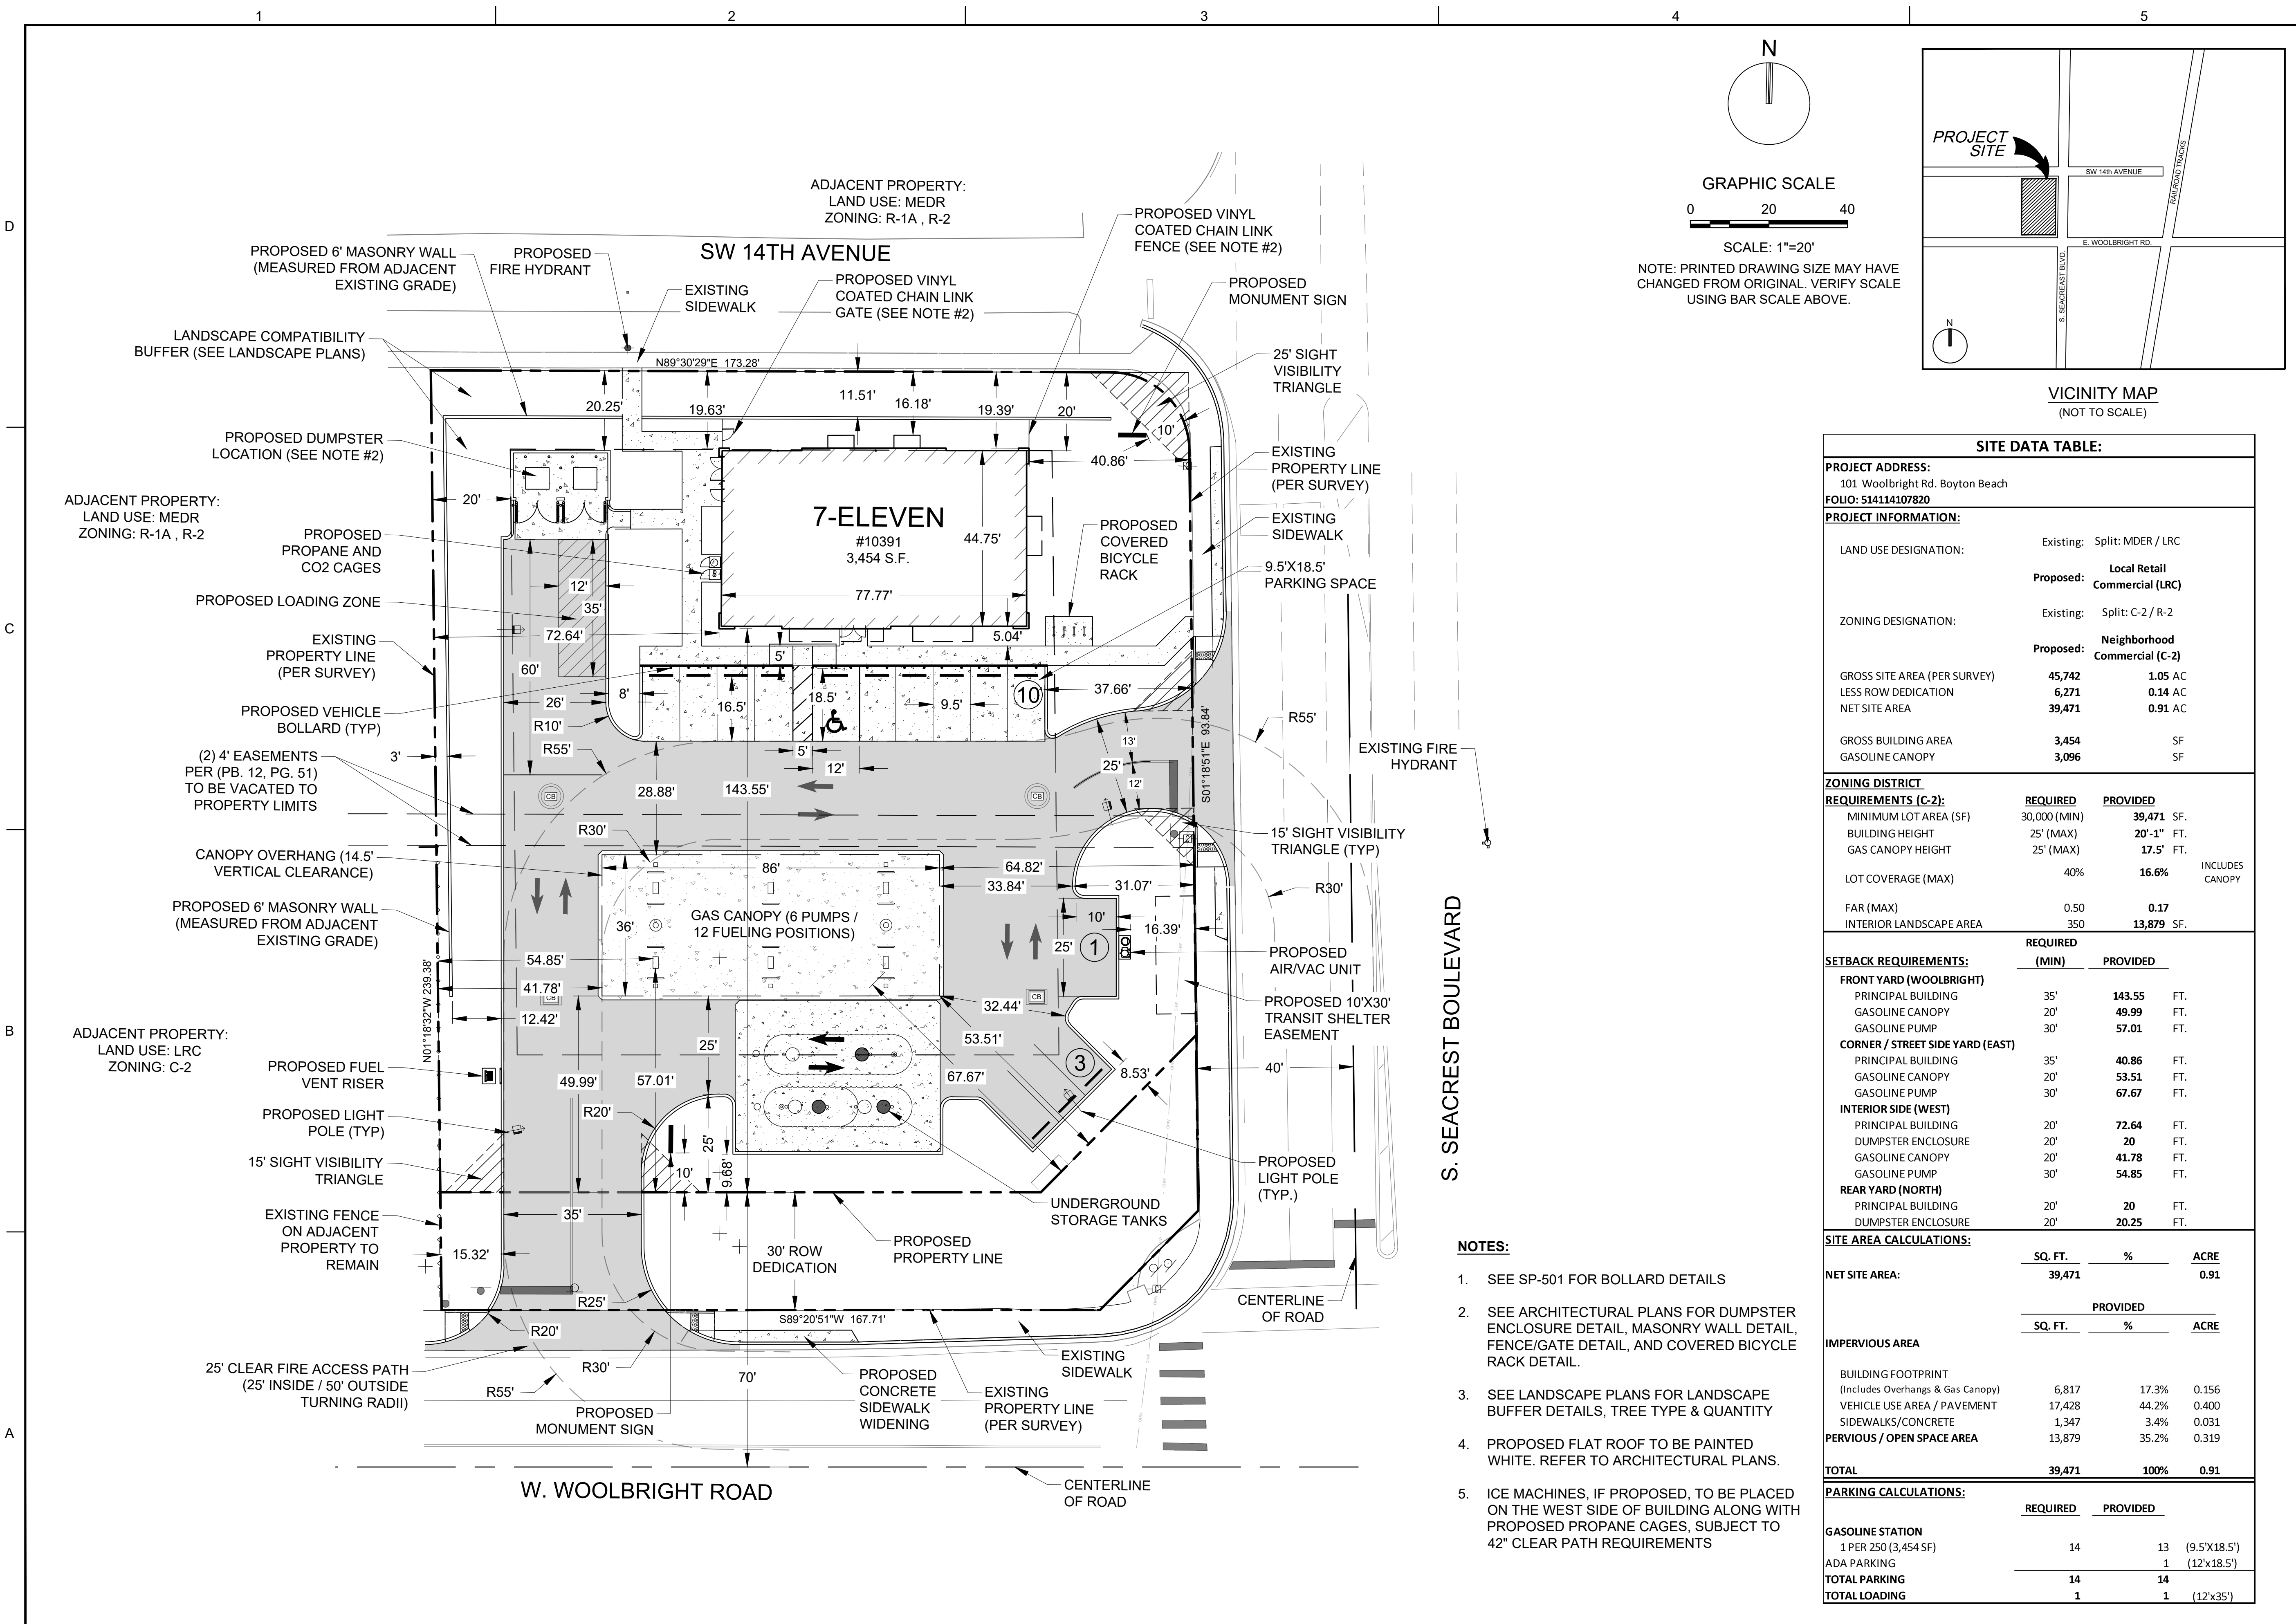 1
2
3
4
5
D
C
B
A
N
GRAPHIC SCALE
0 20 40
SCALE: 1"=20'
NOTE: PRINTED DRAWING SIZE MAY HAVE
CHANGED FROM ORIGINAL. VERIFY SCALE
USING BAR SCALE ABOVE.
PROJECT
SITE
SW 14th AVENUE
RAILROAD TRACKS
E. WOOLBRIGHT RD.
S. SEACREAST BLVD.
N
VICINITY MAP
(NOT TO SCALE)
ADJACENT PROPERTY:
LAND USE: MEDR
ZONING: R-1A , R-2
SW 14TH AVENUE
PROPOSED 6' MASONRY WALL
(MEASURED FROM ADJACENT
EXISTING GRADE)
PROPOSED
FIRE HYDRANT
EXISTING
SIDEWALK
PROPOSED VINYL
COATED CHAIN LINK
GATE (SEE NOTE #2)
PROPOSED VINYL
COATED CHAIN LINK
FENCE (SEE NOTE #2)
PROPOSED
MONUMENT SIGN
25' SIGHT
VISIBILITY
TRIANGLE
LANDSCAPE COMPATIBILITY
BUFFER (SEE LANDSCAPE PLANS)
N89°30'29"E 173.28'
20.25'
19.63'
11.51'
16.18'
19.39'
20'
10'
40.86'
PROPOSED DUMPSTER
LOCATION (SEE NOTE #2)
EXISTING
PROPERTY LINE
(PER SURVEY)
ADJACENT PROPERTY:
LAND USE: MEDR
ZONING: R-1A , R-2
20'
7-ELEVEN
#10391
3,454 S.F.
44.75'
77.77'
PROPOSED
COVERED
BICYCLE
RACK
EXISTING
SIDEWALK
9.5'X18.5'
PARKING SPACE
PROPOSED
PROPANE AND
CO2 CAGES
12'
35'
PROPOSED LOADING ZONE
72.64'
60'
5.04'
EXISTING
PROPERTY LINE
(PER SURVEY)
5'
8'
26'
16.5'
18.5'
9.5'
10
37.66'
PROPOSED VEHICLE
BOLLARD (TYP)
R10'
R55'
R55'
(2) 4' EASEMENTS
PER (PB. 12, PG. 51)
TO BE VACATED TO
PROPERTY LIMITS
3'
5'
12'
13'
25'
12'
S01°18'51"E 93.84'
EXISTING FIRE
HYDRANT
CB
CB
28.88'
143.55'
R30'
15' SIGHT VISIBILITY
TRIANGLE (TYP)
CANOPY OVERHANG (14.5'
VERTICAL CLEARANCE)
86'
64.82'
33.84'
31.07'
R30'
PROPOSED 6' MASONRY WALL
(MEASURED FROM ADJACENT
EXISTING GRADE)
36'
GAS CANOPY (6 PUMPS /
12 FUELING POSITIONS)
10'
16.39'
25'
1
54.85'
41.78'
CB
CB
12.42'
32.44'
PROPOSED
AIR/VAC UNIT
PROPOSED 10'X30'
TRANSIT SHELTER
EASEMENT
S. SEACREST BOULEVARD
N01°18'32"W 239.38'
ADJACENT PROPERTY:
LAND USE: LRC
ZONING: C-2
25'
53.51'
3
8.53'
40'
PROPOSED FUEL
VENT RISER
49.99'
57.01'
67.67'
R20'
PROPOSED LIGHT
POLE (TYP)
25'
10'
9.68'
15' SIGHT VISIBILITY
TRIANGLE
PROPOSED
LIGHT POLE
(TYP.)
UNDERGROUND
STORAGE TANKS
35'
EXISTING FENCE
ON ADJACENT
PROPERTY TO
REMAIN
15.32'
30' ROW
DEDICATION
PROPOSED
PROPERTY LINE
R25'
CENTERLINE
OF ROAD
S89°20'51"W 167.71'
R20'
25' CLEAR FIRE ACCESS PATH
(25' INSIDE / 50' OUTSIDE
TURNING RADII)
R30'
R55'
PROPOSED
MONUMENT SIGN
70'
PROPOSED
CONCRETE
SIDEWALK
WIDENING
EXISTING
SIDEWALK
EXISTING
PROPERTY LINE
(PER SURVEY)
W. WOOLBRIGHT ROAD
CENTERLINE
OF ROAD
NOTES:
1. SEE SP-501 FOR BOLLARD DETAILS
2. SEE ARCHITECTURAL PLANS FOR DUMPSTER
ENCLOSURE DETAIL, MASONRY WALL DETAIL,
FENCE/GATE DETAIL, AND COVERED BICYCLE
RACK DETAIL.
3. SEE LANDSCAPE PLANS FOR LANDSCAPE
BUFFER DETAILS, TREE TYPE & QUANTITY
4. PROPOSED FLAT ROOF TO BE PAINTED
WHITE. REFER TO ARCHITECTURAL PLANS.
5. ICE MACHINES, IF PROPOSED, TO BE PLACED
ON THE WEST SIDE OF BUILDING ALONG WITH
PROPOSED PROPANE CAGES, SUBJECT TO
42" CLEAR PATH REQUIREMENTS
SITE DATA TABLE:
PROJECT ADDRESS:
101 Woolbright Rd. Boyton Beach
FOLIO: 514114107820
PROJECT INFORMATION:
LAND USE DESIGNATION: Existing: Split: MDER / LRC
Proposed: Local Retail
Commercial (LRC)
ZONING DESIGNATION: Existing: Split: C-2 / R-2
Proposed: Neighborhood
Commercial (C-2)
GROSS SITE AREA (PER SURVEY) 45,742 1.05 AC
LESS ROW DEDICATION 6,271 0.14 AC
NET SITE AREA 39,471 0.91 AC
GROSS BUILDING AREA 3,454 SF
GASOLINE CANOPY 3,096 SF
ZONING DISTRICT
REQUIREMENTS (C-2): REQUIRED PROVIDED
MINIMUM LOT AREA (SF) 30,000 (MIN) 39,471 SF.
BUILDING HEIGHT 25' (MAX) 20'-1" FT.
GAS CANOPY HEIGHT 25' (MAX) 17.5' FT.
LOT COVERAGE (MAX) 40% 16.6% INCLUDES
CANOPY
FAR (MAX) 0.50 0.17
INTERIOR LANDSCAPE AREA 350 13,879 SF.
REQUIRED
SETBACK REQUIREMENTS: (MIN) PROVIDED
FRONT YARD (WOOLBRIGHT)
PRINCIPAL BUILDING 35' 143.55 FT.
GASOLINE CANOPY 20' 49.99 FT.
GASOLINE PUMP 30' 57.01 FT.
CORNER / STREET SIDE YARD (EAST)
PRINCIPAL BUILDING 35' 40.86 FT.
GASOLINE CANOPY 20' 53.51 FT.
GASOLINE PUMP 30' 67.67 FT.
INTERIOR SIDE (WEST)
PRINCIPAL BUILDING 20' 72.64 FT.
DUMPSTER ENCLOSURE 20' 20 FT.
GASOLINE CANOPY 20' 41.78 FT.
GASOLINE PUMP 30' 54.85 FT.
REAR YARD (NORTH)
PRINCIPAL BUILDING 20' 20 FT.
DUMPSTER ENCLOSURE 20' 20.25 FT.
SITE AREA CALCULATIONS:
SQ. FT. % ACRE
NET SITE AREA: 39,471 0.91
PROVIDED
SQ. FT. % ACRE
IMPERVIOUS AREA
BUILDING FOOTPRINT
(Includes Overhangs & Gas Canopy) 6,817 17.3% 0.156
VEHICLE USE AREA / PAVEMENT 17,428 44.2% 0.400
SIDEWALKS/CONCRETE 1,347 3.4% 0.031
PERVIOUS / OPEN SPACE AREA 13,879 35.2% 0.319
TOTAL 39,471 100% 0.91
PARKING CALCULATIONS:
REQUIRED PROVIDED
GASOLINE STATION
1 PER 250 (3,454 SF) 14 13 (9.5'X18.5')
ADA PARKING 1 (12'x18.5')
TOTAL PARKING 14 14
TOTAL LOADING 1 1 (12'x35')